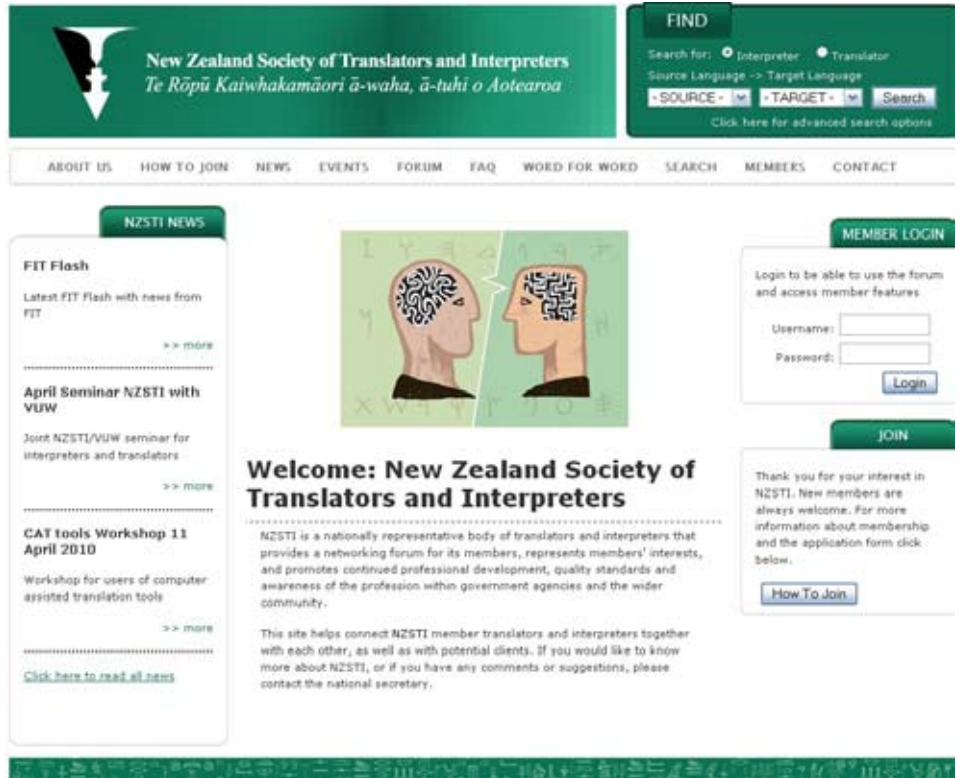 New Zealand Society of Translators and Interpreters
Te Rōpū Kaiwhakamāori ā-waha, ā-tuhi o Aotearoa
FIND
Search for: Interpreter Translator
Source Language -> Target Language
- SOURCE - - TARGET - Search
Click here for advanced search options
ABOUT US HOW TO JOIN NEWS EVENTS FORUM FAQ WORD FOR WORD SEARCH MEMBERS CONTACT
NZSTI NEWS
FIT Flash
Latest FIT Flash with news from
FIT
>> more
April Seminar NZSTI with
VUW
Joint NZSTI/VUW seminar for
interpreters and translators
>> more
CAT tools Workshop 11
April 2010
Workshop for users of computer
assisted translation tools
>> more
Click here to read all news
Welcome: New Zealand Society of
Translators and Interpreters
NZSTI is a nationally representative body of translators and interpreters that
provides a networking forum for its members, represents members' interests,
and promotes continued professional development, quality standards and
awareness of the profession within government agencies and the wider
community.
This site helps connect NZSTI member translators and interpreters together
with each other, as well as with potential clients. If you would like to know
more about NZSTI, or if you have any comments or suggestions, please
contact the national secretary.
MEMBER LOGIN
Login to be able to use the forum
and access member features
Username:
Password:
Login
JOIN
Thank you for your interest in
NZSTI. New members are
always welcome. For more
information about membership
and the application form click
below.
How To Join